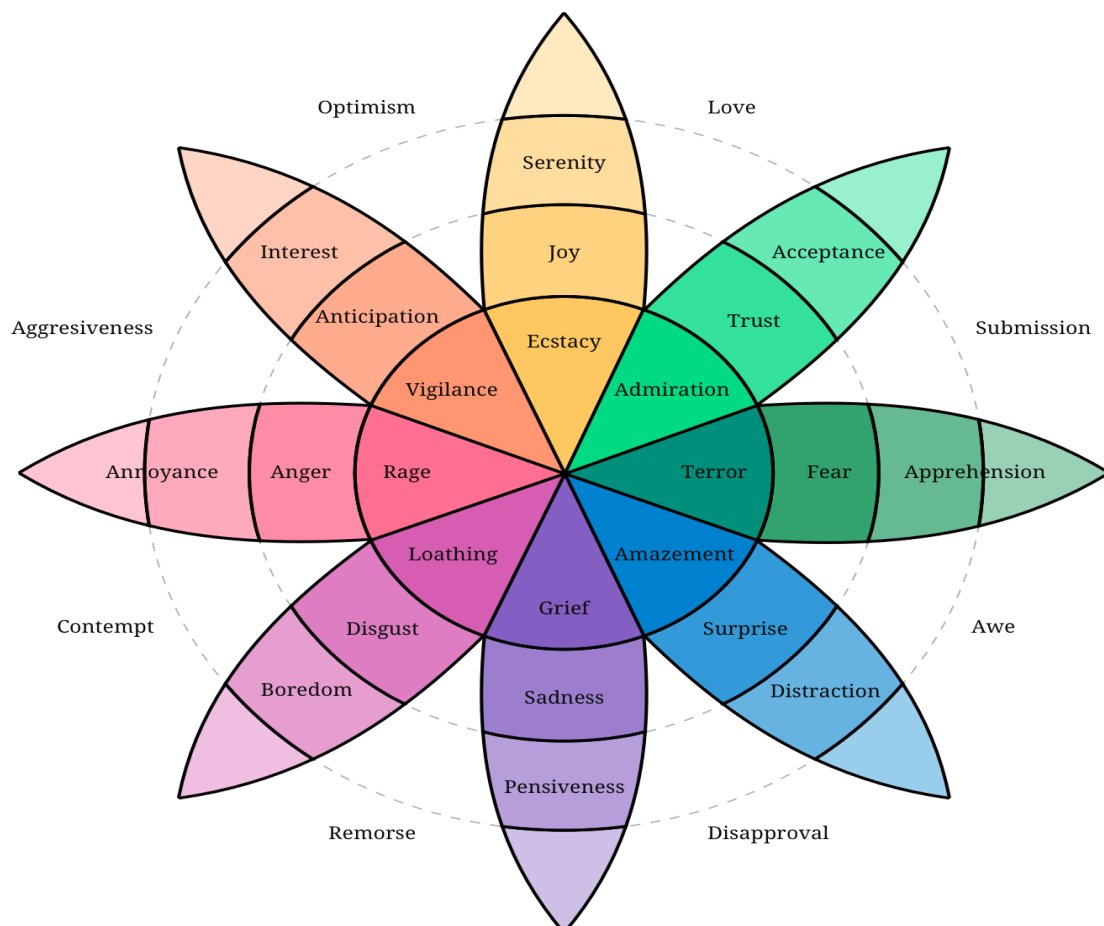 Optimism
Love
Serenity
Interest
Joy
Acceptance
Anticipation
Trust
Aggresiveness
Submission
Ecstacy
Vigilance
Admiration
Annoyance
Anger
Rage
Terror
Fear
Apprehension
Loathing
Amazement
Grief
Contempt
Disgust
Surprise
Awe
Boredom
Sadness
Distraction
Pensiveness
Remorse
Disapproval